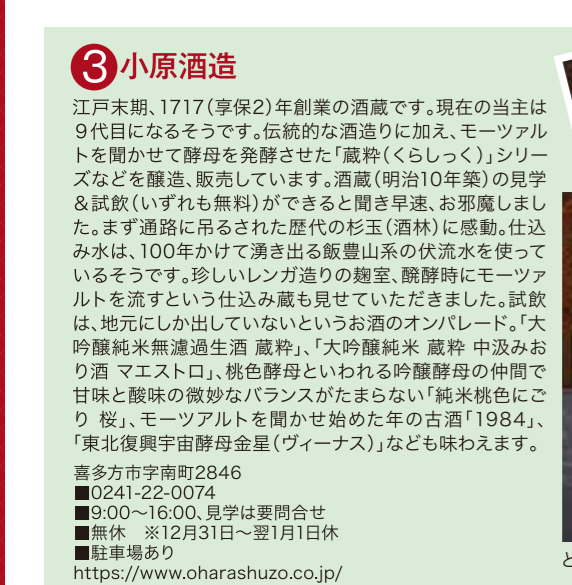 3 小原酒造
江戸末期、1717（享保2）年創業の酒蔵です。現在の当主は
９代目になるそうです。伝統的な酒造りに加え、モーツァル
トを聞かせて酵母を発酵させた「蔵粋（くらしっく）」シリー
ズなどを醸造、販売しています。酒蔵（明治10年築）の見学
＆試飲（いずれも無料）ができると聞き早速、お邪魔しまし
た。まず通路に吊るされた歴代の杉玉（酒林）に感動。仕込
み水は、100年かけて湧き出る飯豊山系の伏流水を使って
いるそうです。珍しいレンガ造りの麹室、醗酵時にモーツァ
ルトを流すという仕込み蔵も見せていただきました。試飲
は、地元にしか出していないというお酒のオンパレード。「大
吟醸純米無濾過生酒 蔵粋」、「大吟醸純米 蔵粋 中汲みお
り酒 マエストロ」、桃色酵母といわれる吟醸酵母の仲間で
甘味と酸味の微妙なバランスがたまらない「純米桃色にご
り 桜」、モーツアルトを聞かせ始めた年の古酒「1984」、
「東北復興宇宙酵母金星（ヴィーナス）」なども味わえます。
喜多方市字南町2846
■0241-22-0074
■9:00〜16:00、見学は要問合せ
■無休　※12月31日〜翌1月1日休
■駐車場あり
https://www.oharashuzo.co.jp/
と